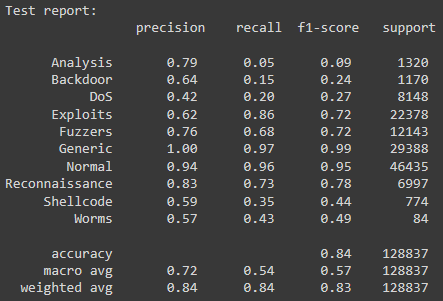 Test report:
precision recall f1-score support
Analysis 0.79 0.05 0.09 1320
Backdoor 0.64 0.15 0.24 1170
DoS 0.42 0.20 0.27 8148
Exploits 0.62 0.86 0.72 22378
Fuzzers 0.76 0.68 0.72 12143
Generic 1.00 0.97 0.99 29388
Normal 0.94 0.96 0.95 46435
Reconnaissance 0.83 0.73 0.78 6997
Shellcode 0.59 0.35 0.44 774
Worms 0.57 0.43 0.49 84
accuracy 0.84 128837
macro avg 0.72 0.54 0.57 128837
weighted avg 0.84 0.84 0.83 128837